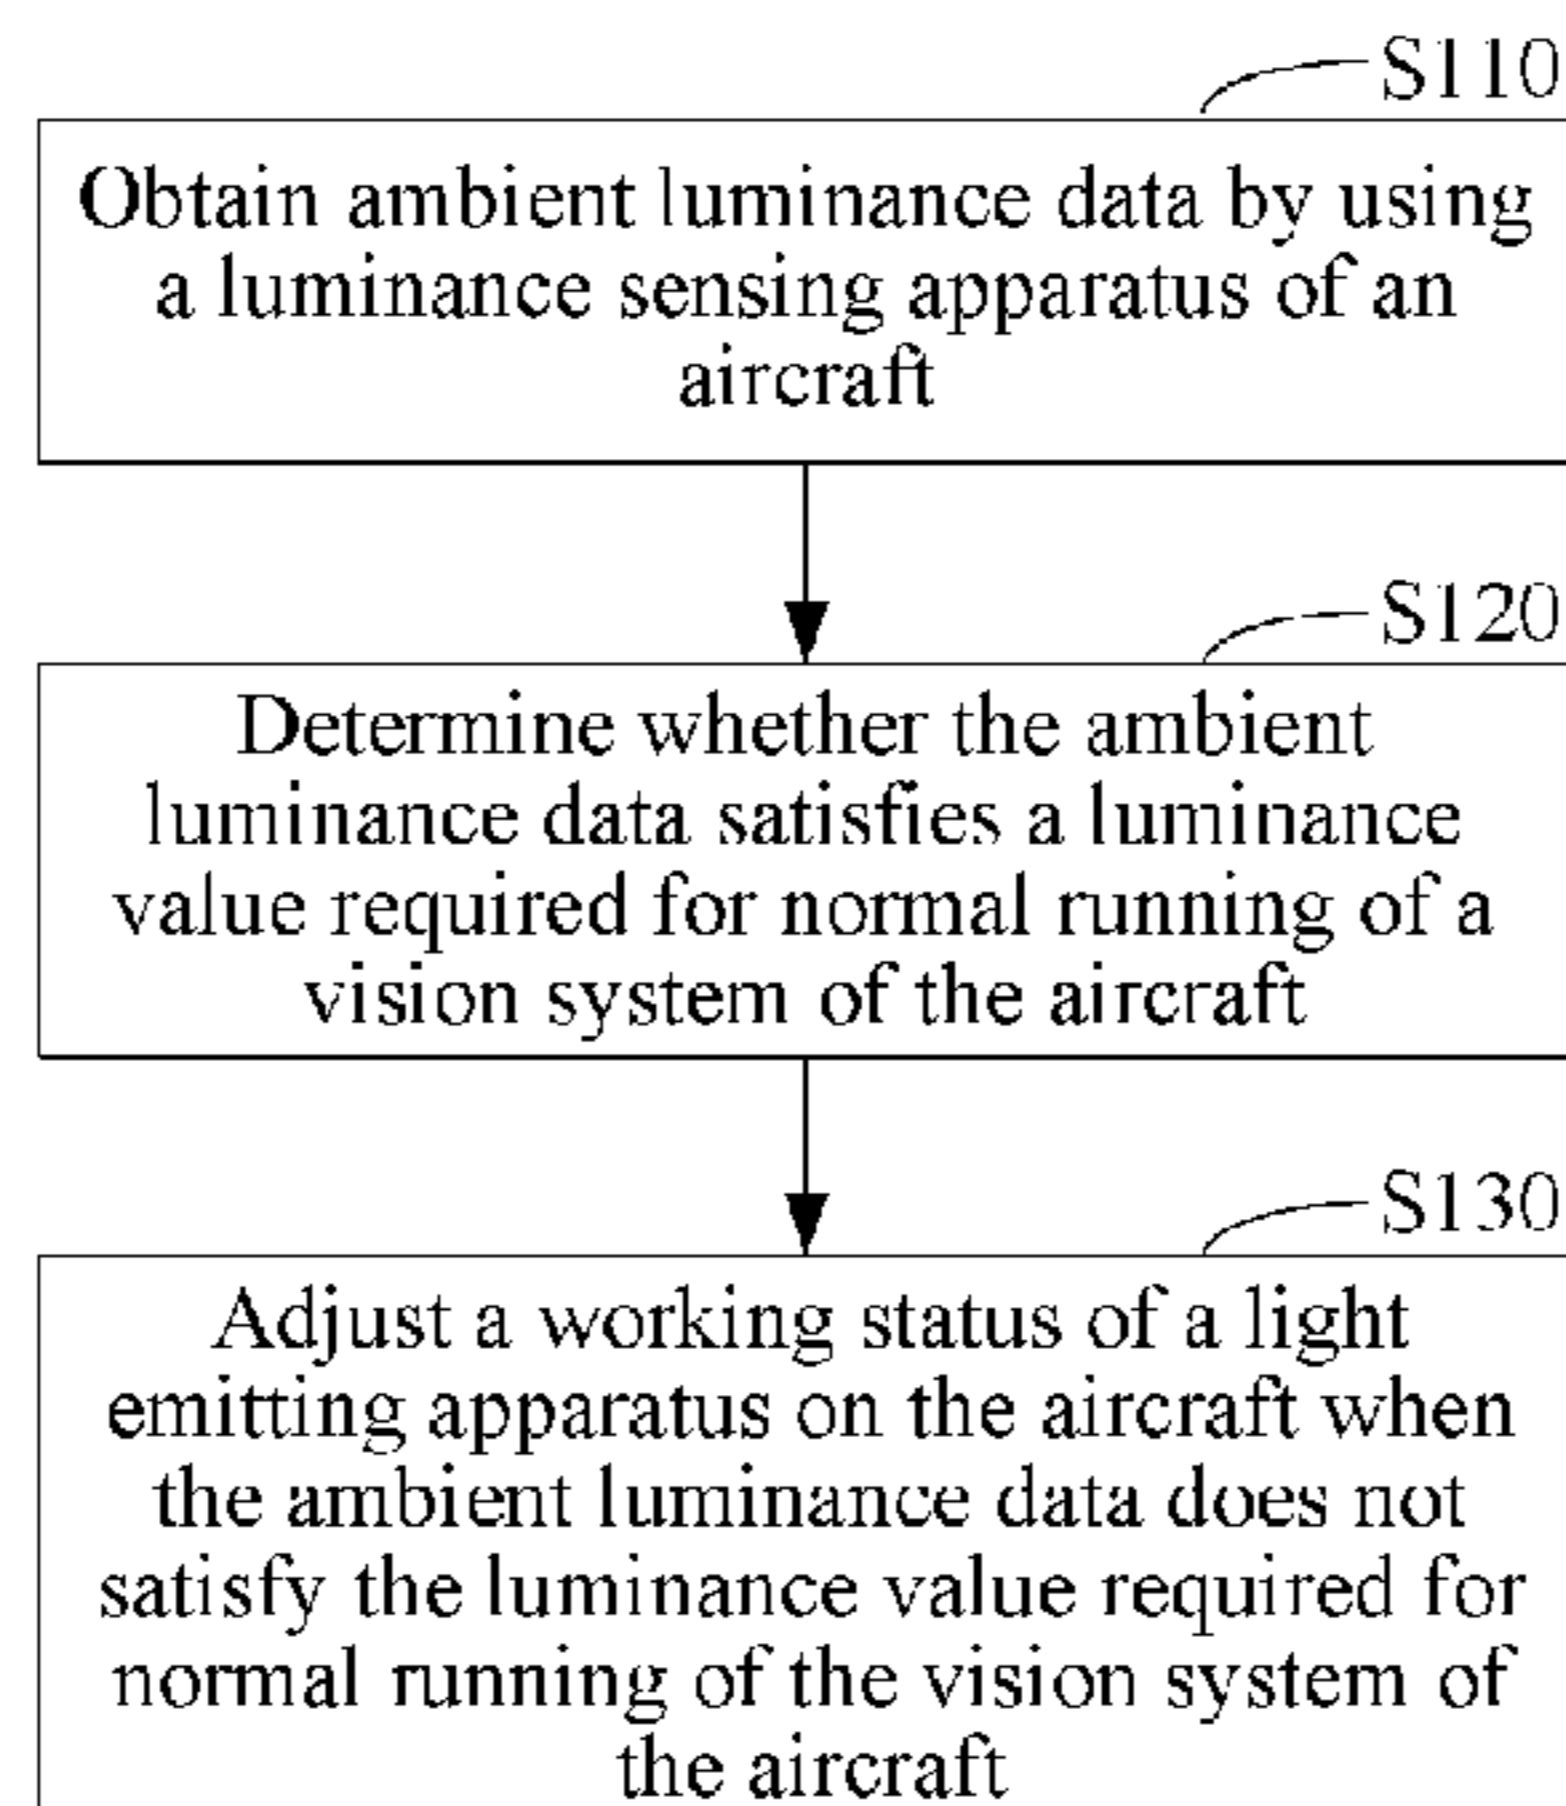 S110
Obtain ambient luminance data by using
a luminance sensing apparatus of an
aircraft
S120
Determine whether the ambient
luminance data satisfies a luminance
value required for normal running of a
vision system of the aircraft
S130
Adjust a working status of a light
emitting apparatus on the aircraft when
the ambient luminance data does not
satisfy the luminance value required for
normal running of the vision system of
the aircraft